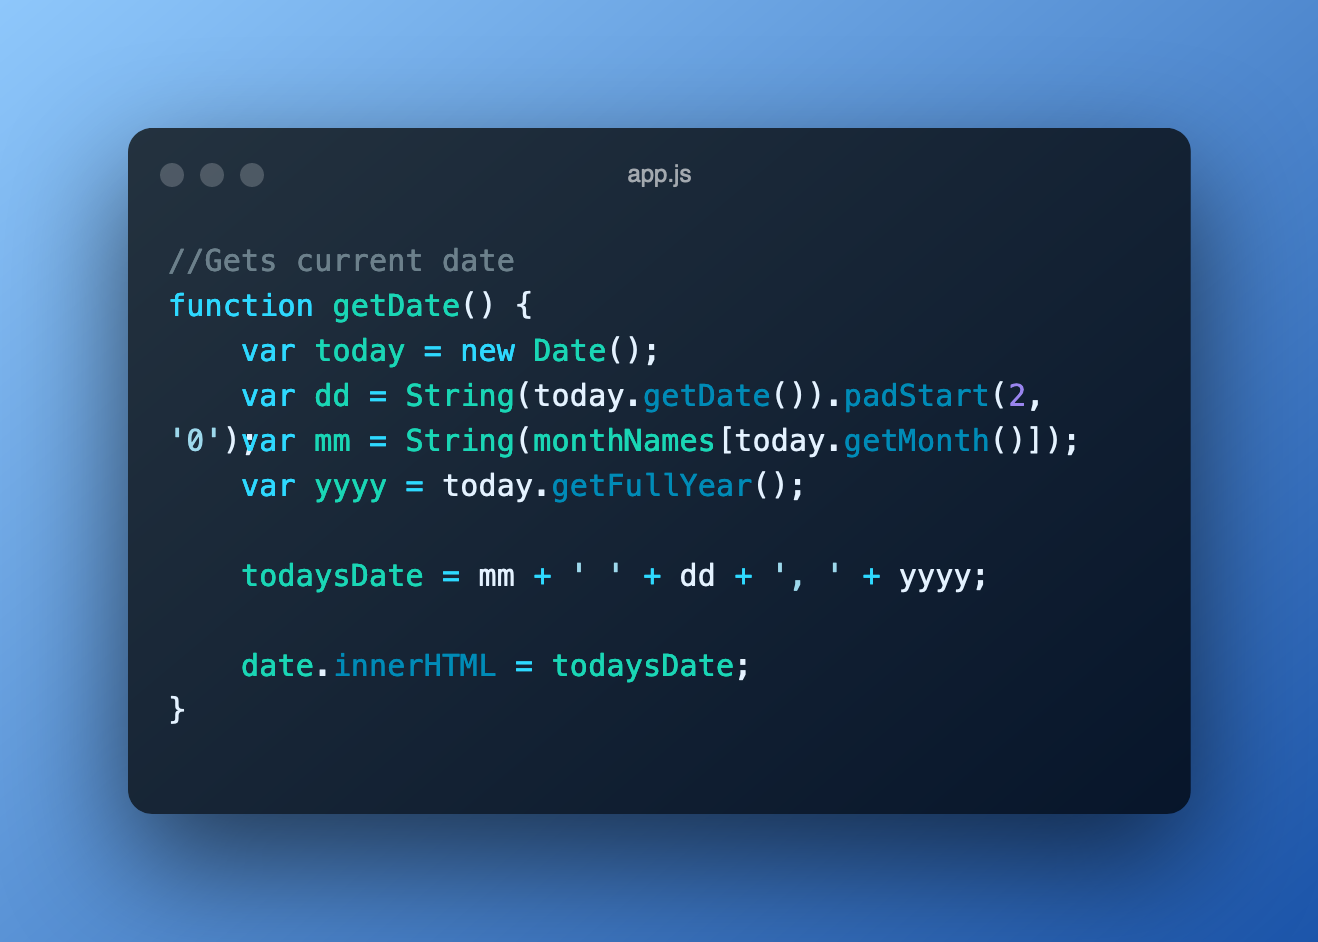 app.js
//Gets current date
function getDate() {
    var today = new Date();
    var dd = String(today.getDate()).padStart(2,
'0');
    var mm = String(monthNames[today.getMonth()]);
    var yyyy = today.getFullYear();
    todaysDate = mm + ' ' + dd + ', ' + yyyy;
    date.innerHTML = todaysDate;
}